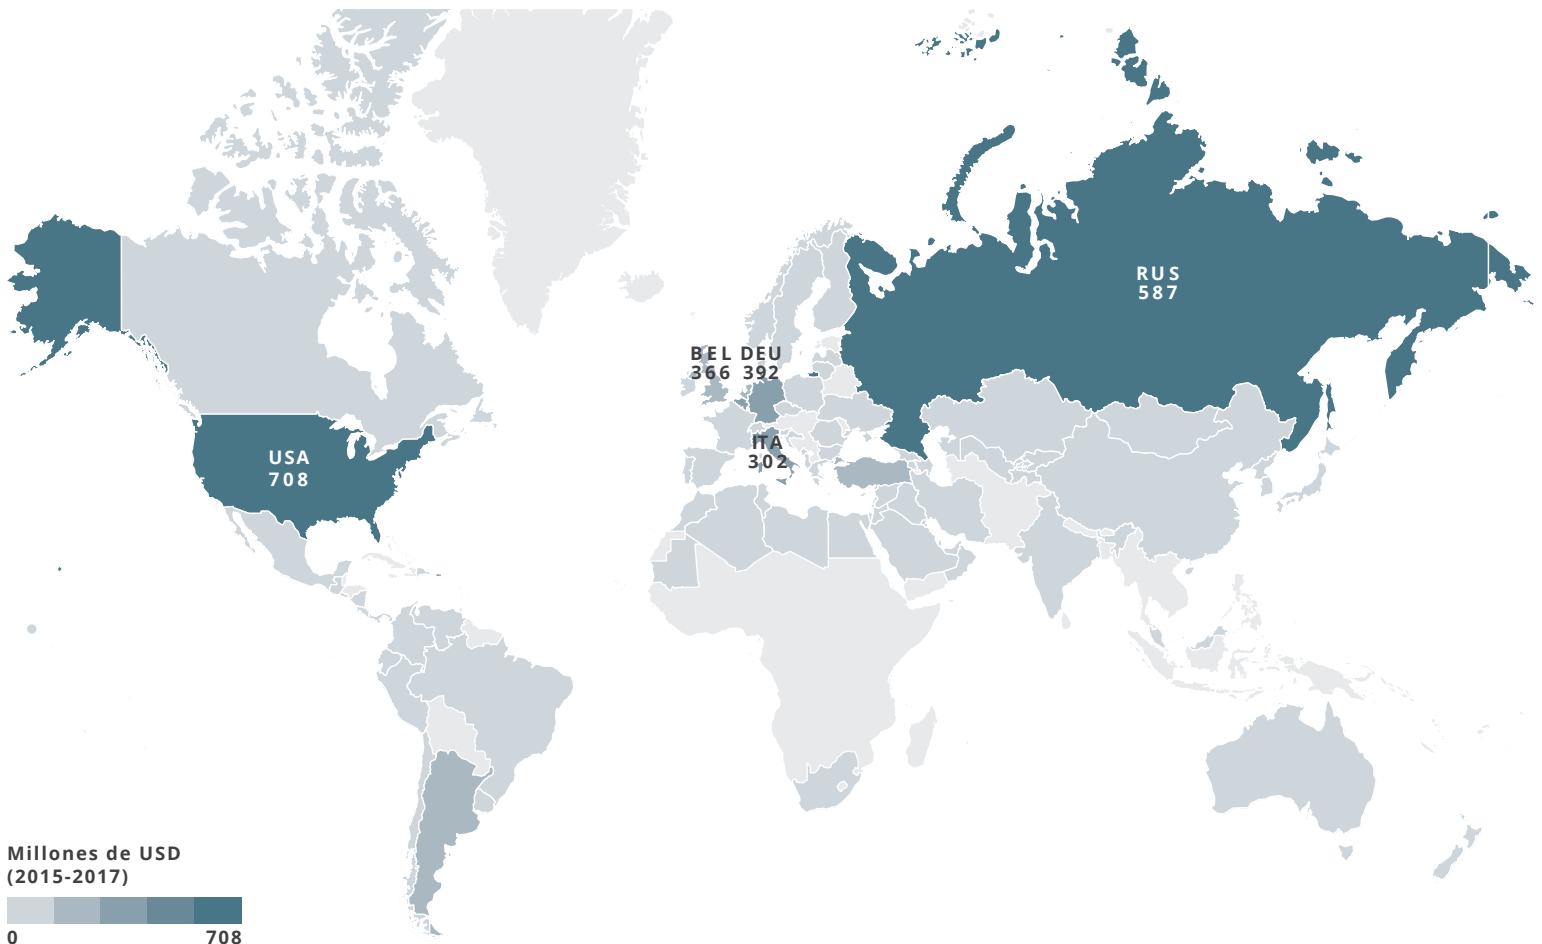 RUS
587
BEL DEU
366 392
ITA
302
USA
708
Millones de USD
(2015-2017)
0 708